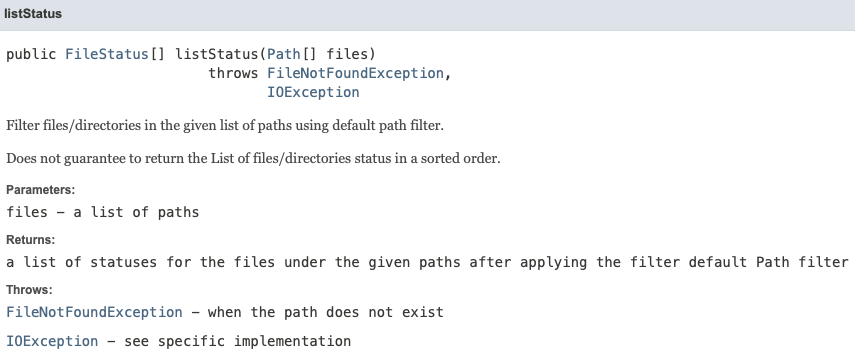 listStatus
public FileStatus[] listStatus(Path[] files)
throws FileNotFoundException,
IOException
Filter files/directories in the given list of paths using default path filter.
Does not guarantee to return the List of files/directories status in a sorted order.
Parameters:
files – a list of paths
Returns:
a list of statuses for the files under the given paths after applying the filter default Path filter
Throws:
FileNotFoundException – when the path does not exist
IOException – see specific implementation